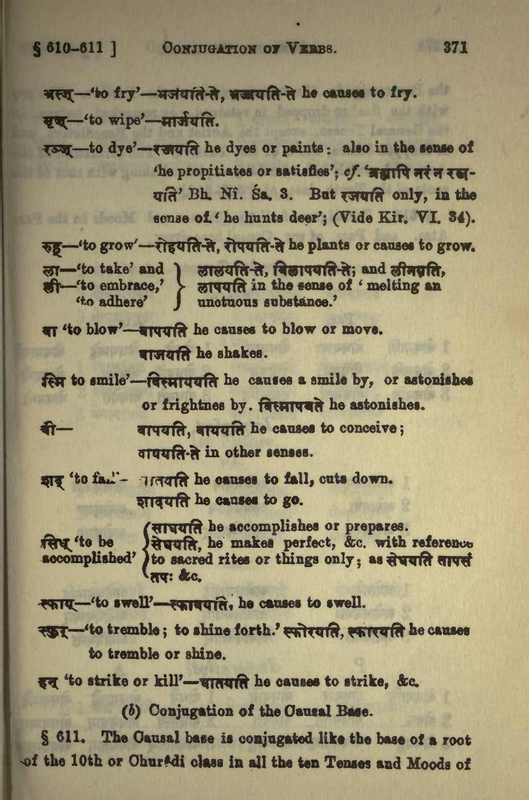 § 610-611 ] CONJUGATION OF VERBS. 371
भ्रस्ज्—'to fry'—भर्जयति-ते, भ्रज्जयति-ते he causes to fry.
मृज्—'to wipe'—मार्जयति.
रञ्ज्—to dye'—रञ्जयति he dyes or paints: also in the sense of
'he propitiates or satisfies'; cf. 'ब्रह्मापि नरं न रञ्ज-
यति' Bh. Nî. Śa. 3. But रजयति only, in the
sense of 'he hunts deer'; (Vide Kir. VI. 34).
रुह्—'to grow'—रोहयति-ते, रोपयति-ते he plants or causes to grow.
ला—'to take' and लालयति-ते, विलापयति-ते; and लीनयति,
ली—'to embrace,' लापयति in the sense of 'melting an
'to adhere' unctuous substance.'
वा 'to blow'—वापयति he causes to blow or move.
वाजयति he shakes.
स्मि to smile'—विस्माययति he causes a smile by, or astonishes
or frightnes by. विस्मापयते he astonishes.
वी— वापयति, वाययति he causes to conceive;
वाययति-ते in other senses.
शद् 'to fall'- शातयति he causes to fall, cuts down.
शादयति he causes to go.
साधयति he accomplishes or prepares.
सिध् 'to be सेधयति, he makes perfect, &c. with reference
accomplished' to sacred rites or things only; as सेधयति तापसं
तपः &c.
स्फाय्—'to swell'—स्फावयति, he causes to swell.
स्फुर्—'to tremble; to shine forth.' स्फोरयति, स्फारयति he causes
to tremble or shine.
हन् 'to strike or kill'—घातयति he causes to strike, &c.
(b) Conjugation of the Causal Base.
§ 611. The Causal base is conjugated like the base of a root
of the 10th or Churâdi class in all the ten Tenses and Moods of